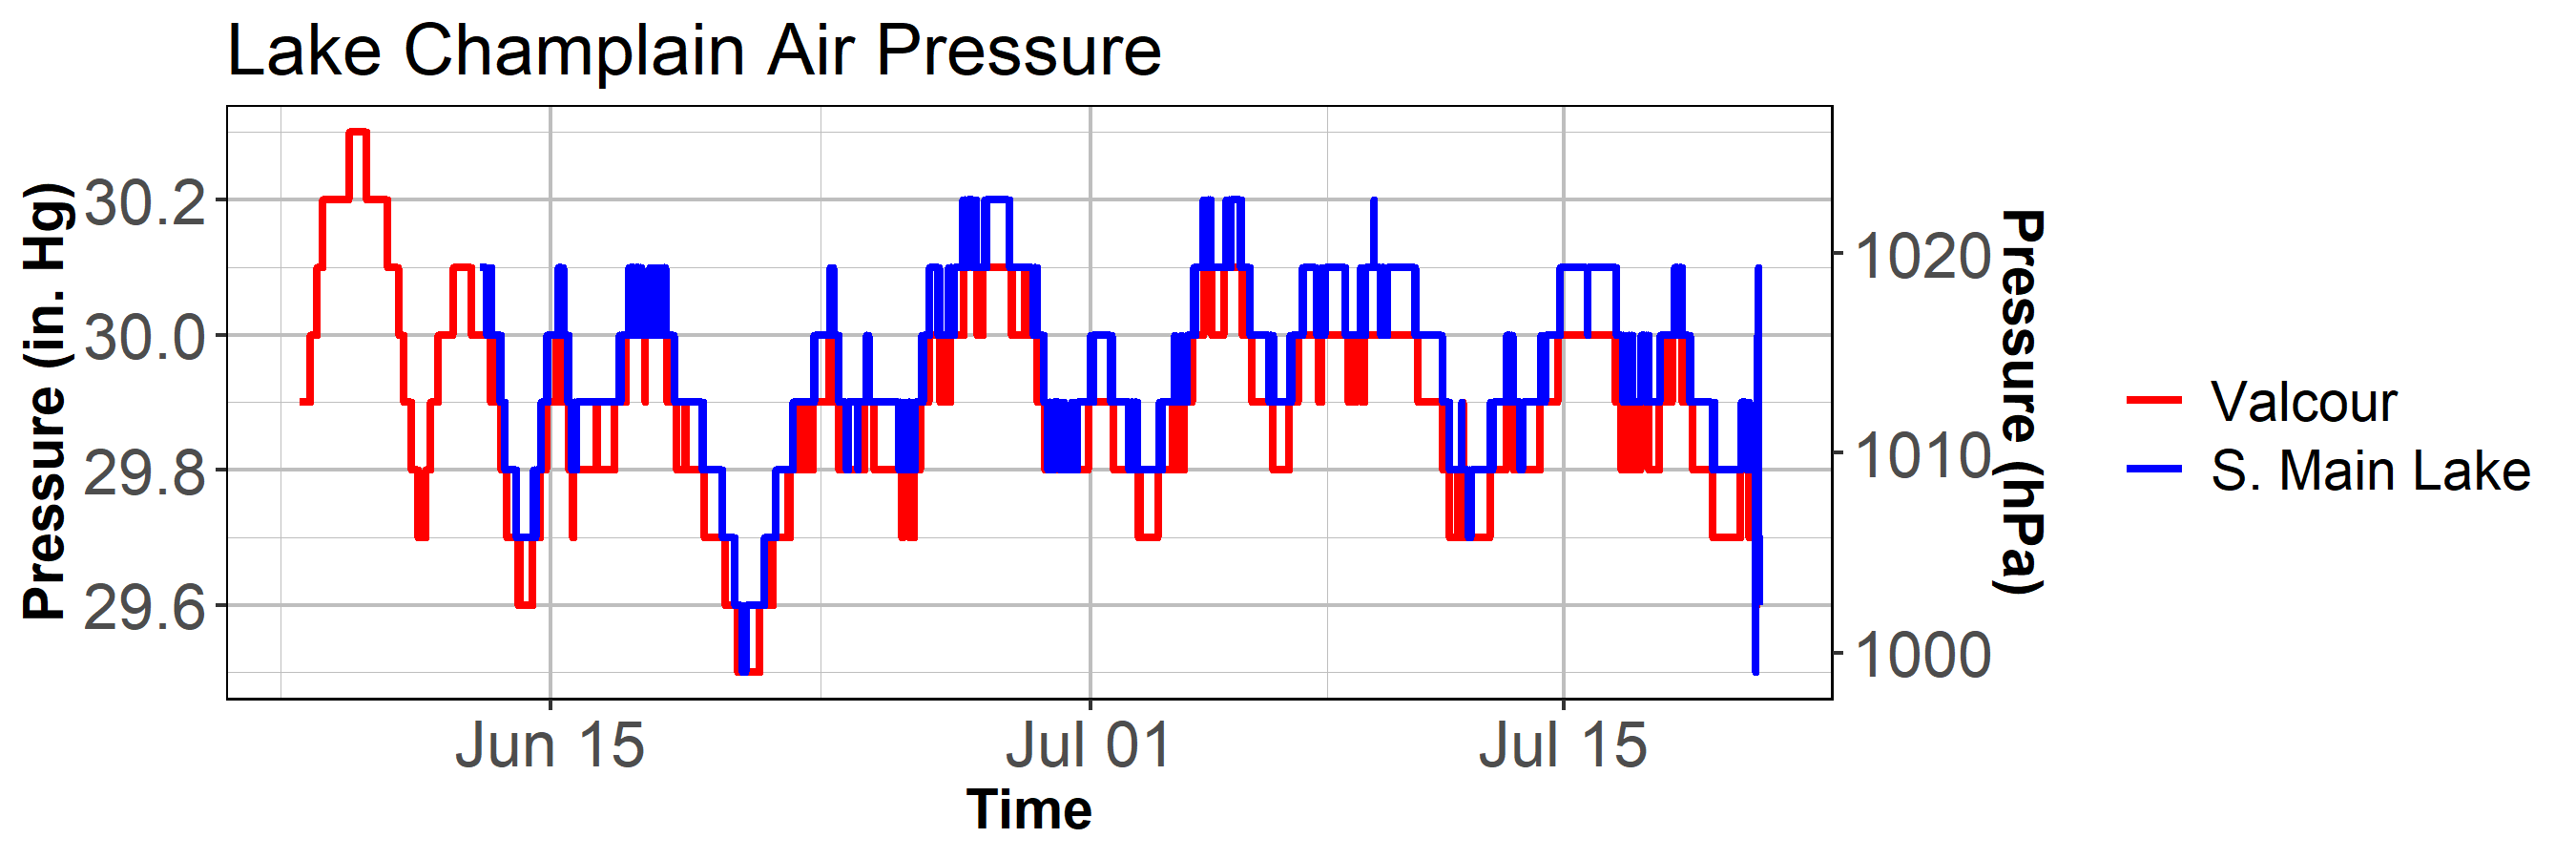 Lake Champlain Air Pressure
Pressure (in. Hg)
30.2
30.0
29.8
29.6
1020
1010
1000
Pressure (hPa)
Jun 15
Jul 01
Jul 15
Time
Valcour
S. Main Lake